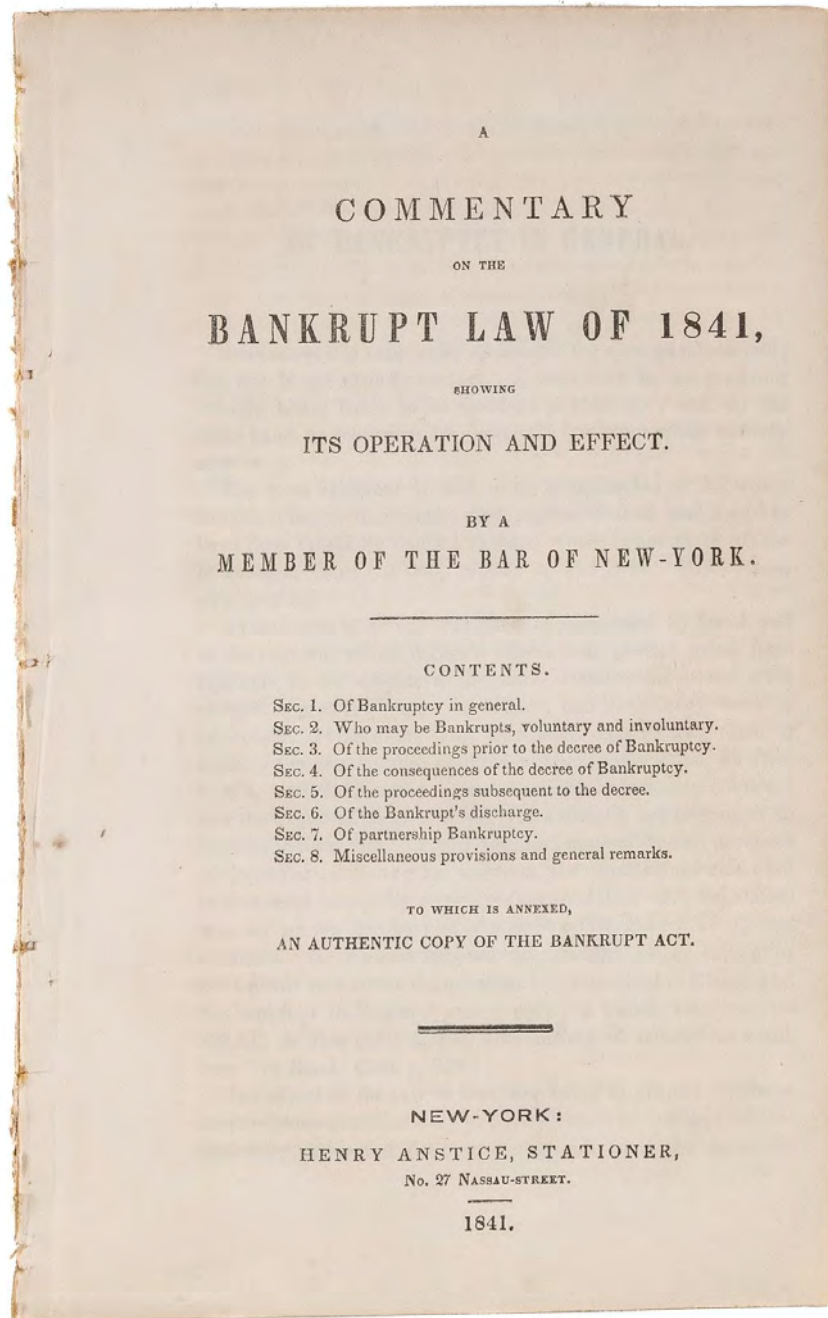 A
COMMENTARY
ON THE
BANKRUPT LAW OF 1841,
SHOWING
ITS OPERATION AND EFFECT.
BY A
MEMBER OF THE BAR OF NEW-YORK.
CONTENTS.
SEC. 1. Of Bankruptcy in general.
SEC. 2. Who may be Bankrupts, voluntary and involuntary.
SEC. 3. Of the proceedings prior to the decree of Bankruptcy.
SEC. 4. Of the consequences of the decree of Bankruptcy.
SEC. 5. Of the proceedings subsequent to the decree.
SEC. 6. Of the Bankrupt's discharge.
SEC. 7. Of partnership Bankruptcy.
SEC. 8. Miscellaneous provisions and general remarks.
TO WHICH IS ANNEXED,
AN AUTHENTIC COPY OF THE BANKRUPT ACT.
NEW-YORK:
HENRY ANSTICE, STATIONER,
No. 27 NASSAU-STREET.
1841.